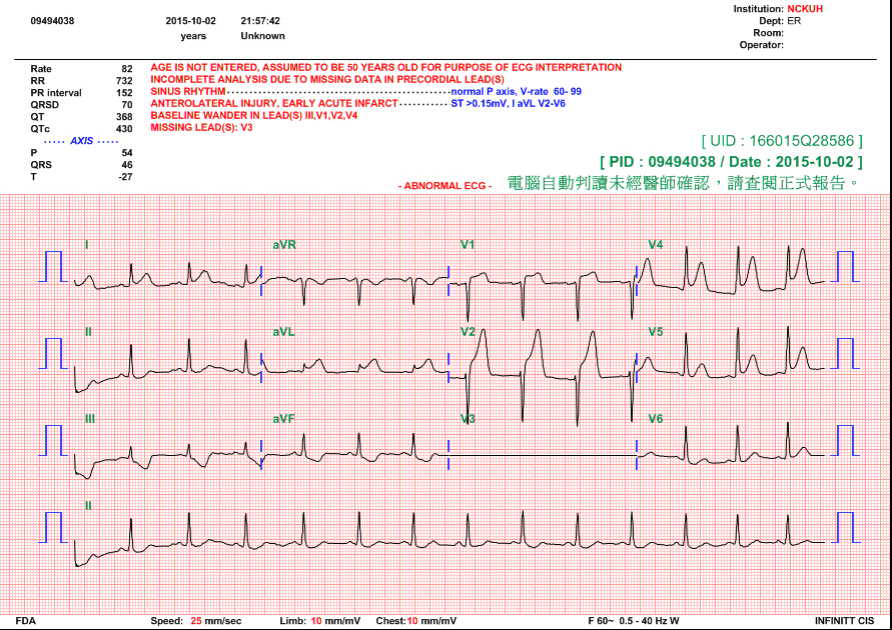 Institution: NCKUH
09494038 2015-10-02 21:57:42 Dept: ER
years Unknown Room:
Operator:
Rate 82 AGE IS NOT ENTERED, ASSUMED TO BE 50 YEARS OLD FOR PURPOSE OF ECG INTERPRETATION
RR 732 INCOMPLETE ANALYSIS DUE TO MISSING DATA IN PRECORDIAL LEAD(S)
PR interval 152 SINUS RHYTHM - - - - - - - - - - normal P axis, V-rate 60- 99
QRSD 70 ANTEROLATERAL INJURY, EARLY ACUTE INFARCT - - - - - - - - - - ST >0.15mV, I aVL V2-V6
QT 368 BASELINE WANDER IN LEAD(S) III,V1,V2,V4
QTc 430 MISSING LEAD(S): V3
----- AXIS -----
[ UID : 166015Q28586 ]
P 54
QRS 46
[ PID : 09494038 / Date : 2015-10-02 ]
T -27
- ABNORMAL ECG -
電腦自動判讀未經醫師確認，請查閱正式報告。
I aVR V1 V4
II aVL V2 V5
III aVF V3 V6
II
FDA Speed: 25 mm/sec Limb: 10 mm/mV Chest: 10 mm/mV F 60~ 0.5 - 40 Hz W INFINITT CIS